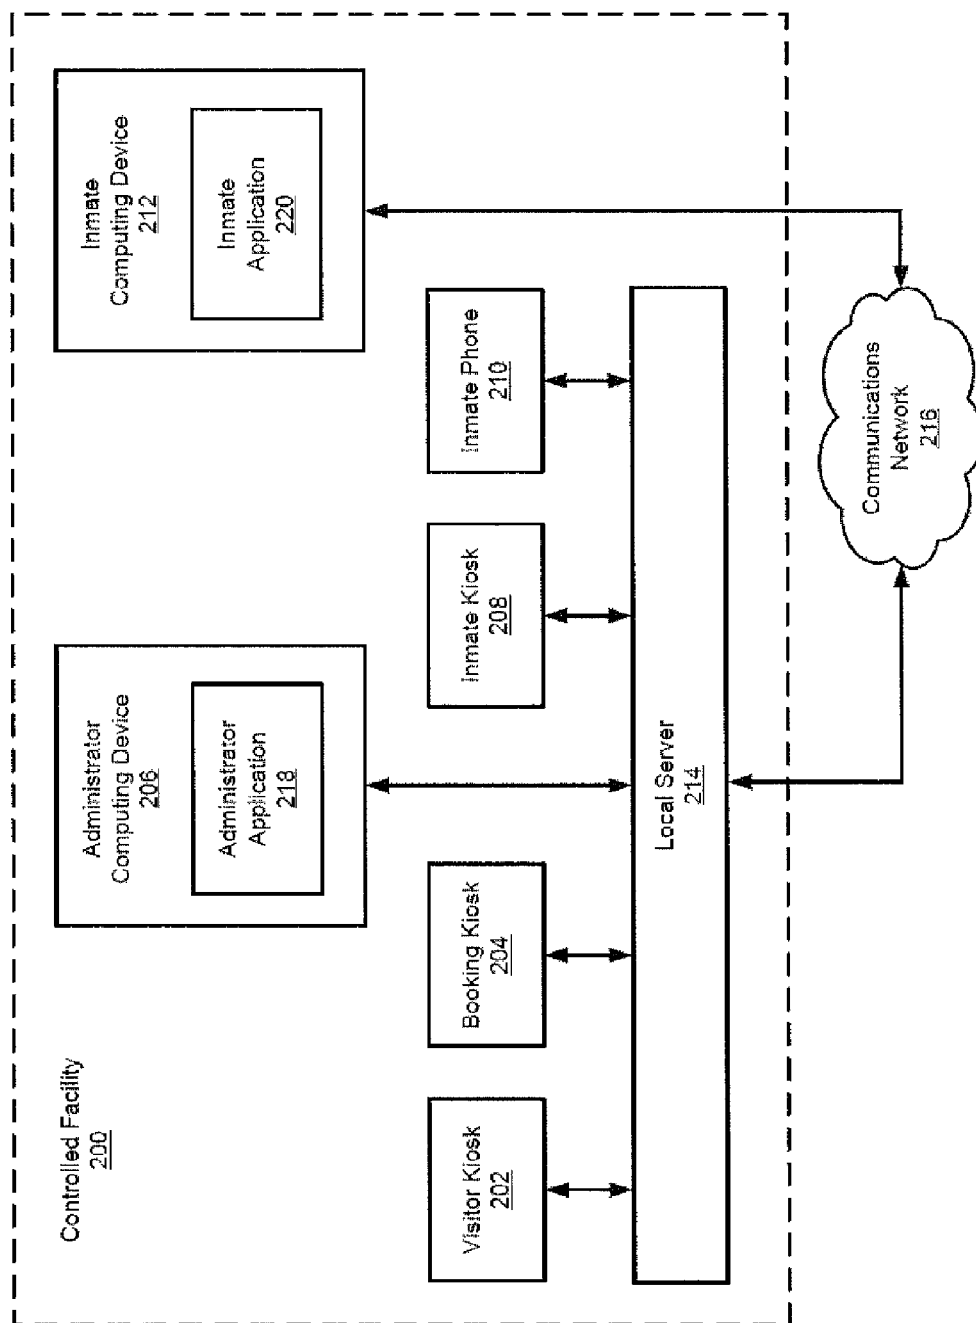 Controlled Facility
200
Administrator
Computing Device
206
Administrator
Application
218
Inmate
Computing Device
212
Inmate
Application
220
Visitor Kiosk
202
Booking Kiosk
204
Inmate Kiosk
208
Inmate Phone
210
Local Server
214
Communications
Network
216